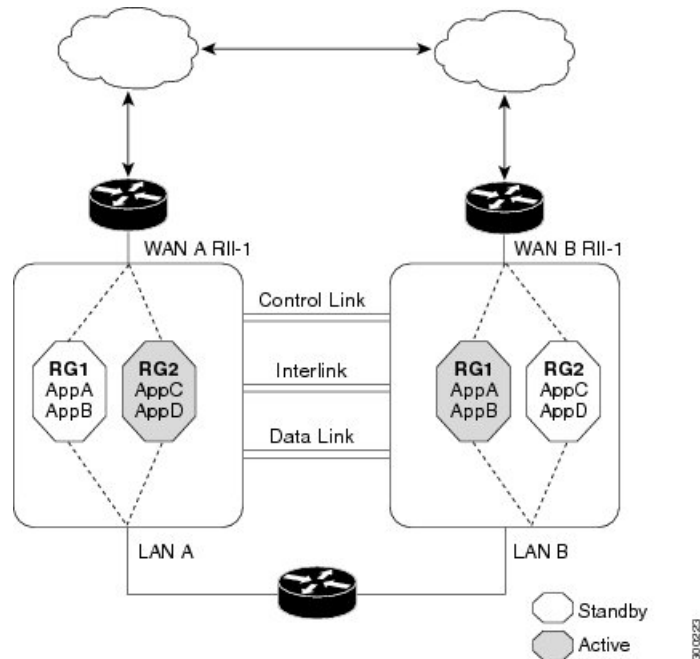 WAN A RII-1
WAN B RII-1
Control Link
RG1
AppA
AppB
RG2
AppC
AppD
Interlink
RG1
AppA
AppB
RG2
AppC
AppD
Data Link
LAN A
LAN B
Standby
Active
300223